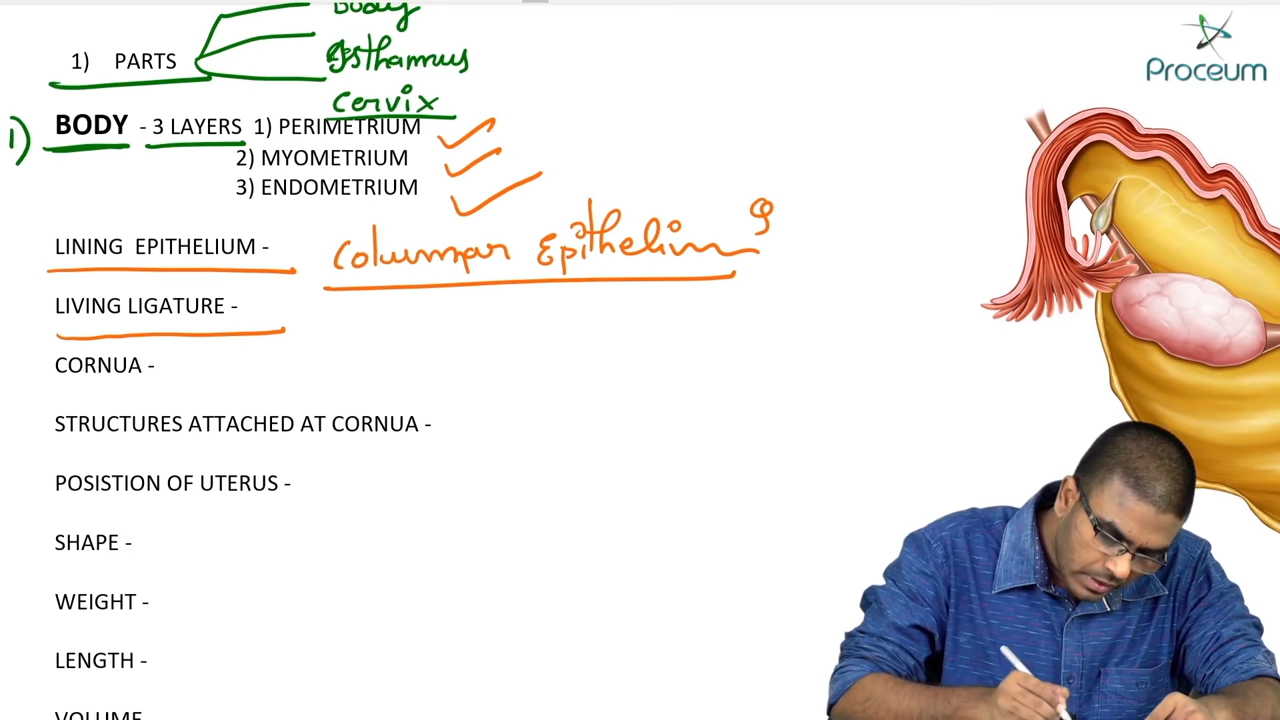 Body
1) PARTS
Isthamus
Cervix
1) BODY - 3 LAYERS 1) PERIMETRIUM
2) MYOMETRIUM
3) ENDOMETRIUM
LINING EPITHELIUM - Columnar Epithelium
LIVING LIGATURE -
CORNUA -
STRUCTURES ATTACHED AT CORNUA -
POSISTION OF UTERUS -
SHAPE -
WEIGHT -
LENGTH -
VOLUME
Proceum